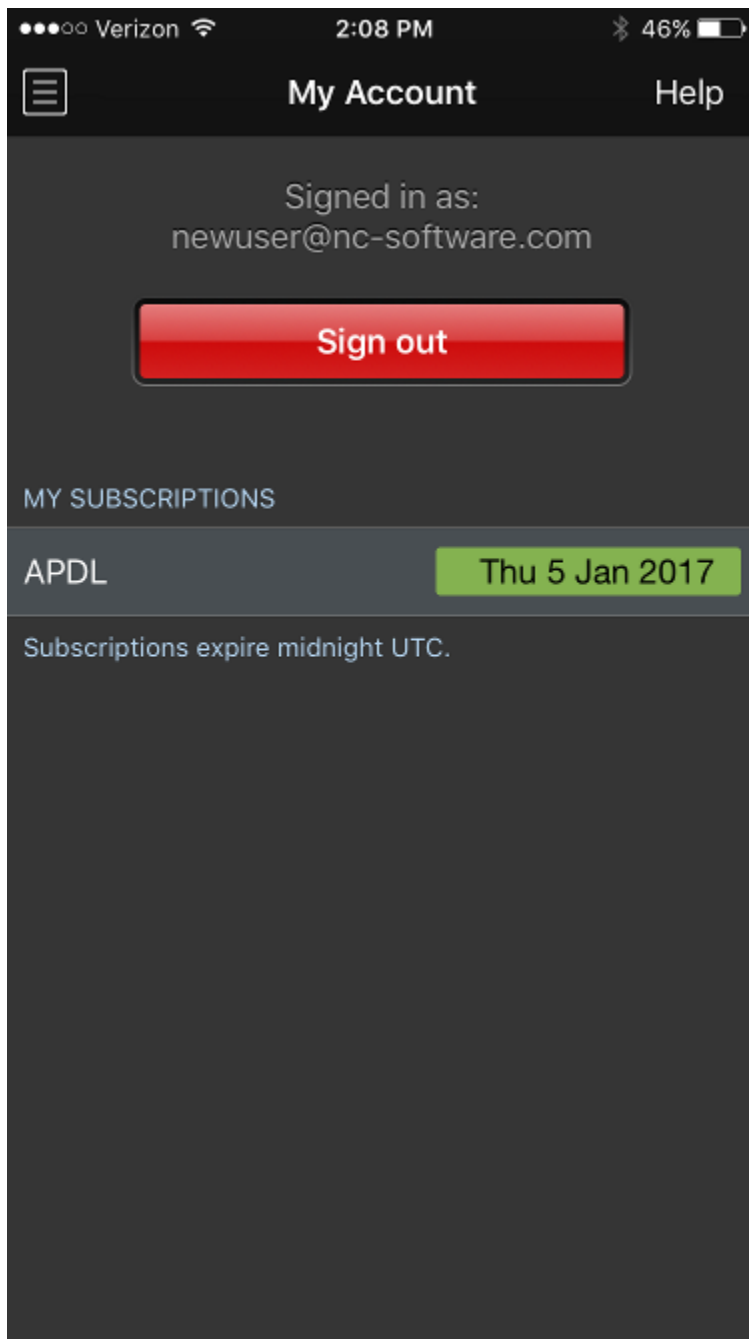 Verizon 2:08 PM 46%
My Account Help
Signed in as:
newuser@nc-software.com
Sign out
MY SUBSCRIPTIONS
APDL Thu 5 Jan 2017
Subscriptions expire midnight UTC.